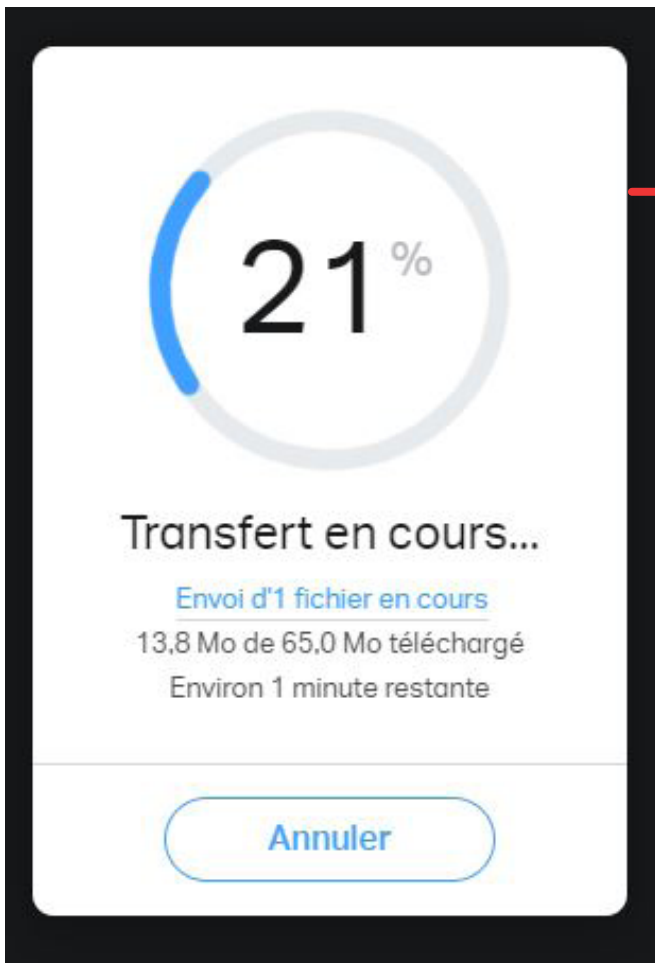 21 %
Transfert en cours...
Envoi d'1 fichier en cours
13,8 Mo de 65,0 Mo téléchargé
Environ 1 minute restante
Annuler